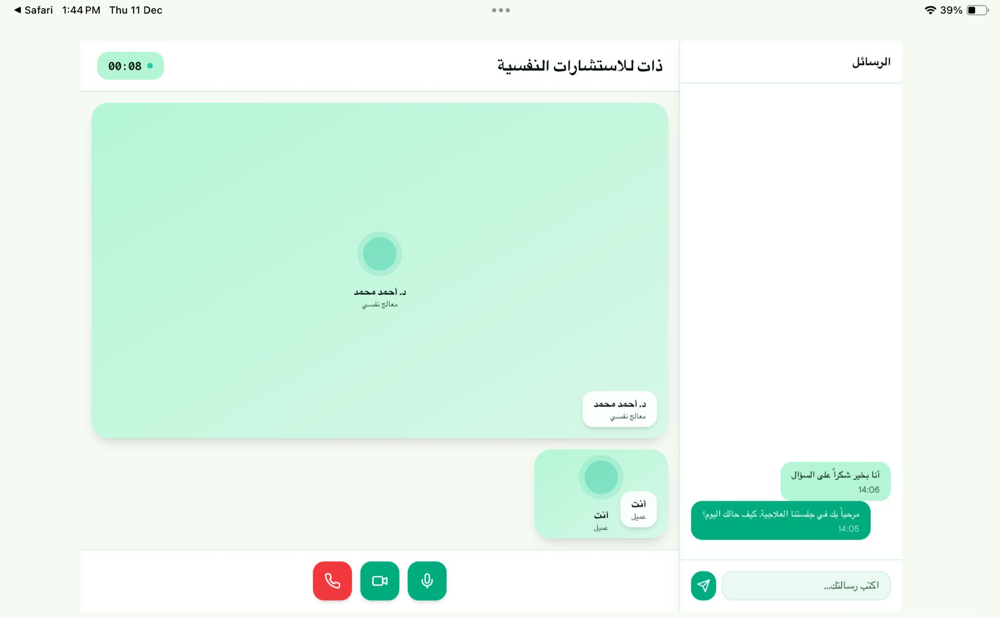 Safari 1:44 PM Thu 11 Dec
39%
الرسائل
ذات للاستشارات النفسية
00:08
د. أحمد محمد
معالج نفسي
د. أحمد محمد
معالج نفسي
أنت
عميل
أنت
عميل
أنا بخير شكراً على السؤال
14:06
مرحباً بك في جلستنا العلاجية. كيف حالك اليوم؟
14:05
اكتب رسالتك...